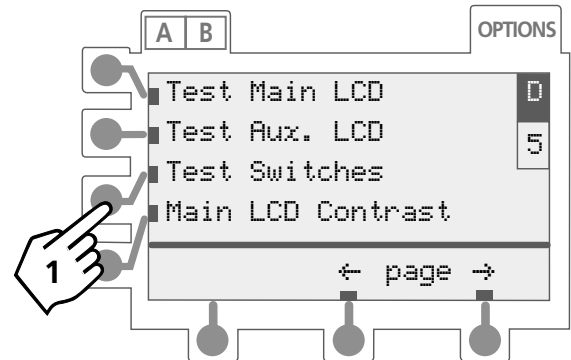 A B
OPTIONS
Test Main LCD
D
Test Aux. LCD
5
Test Switches
Main LCD Contrast
1
← page →